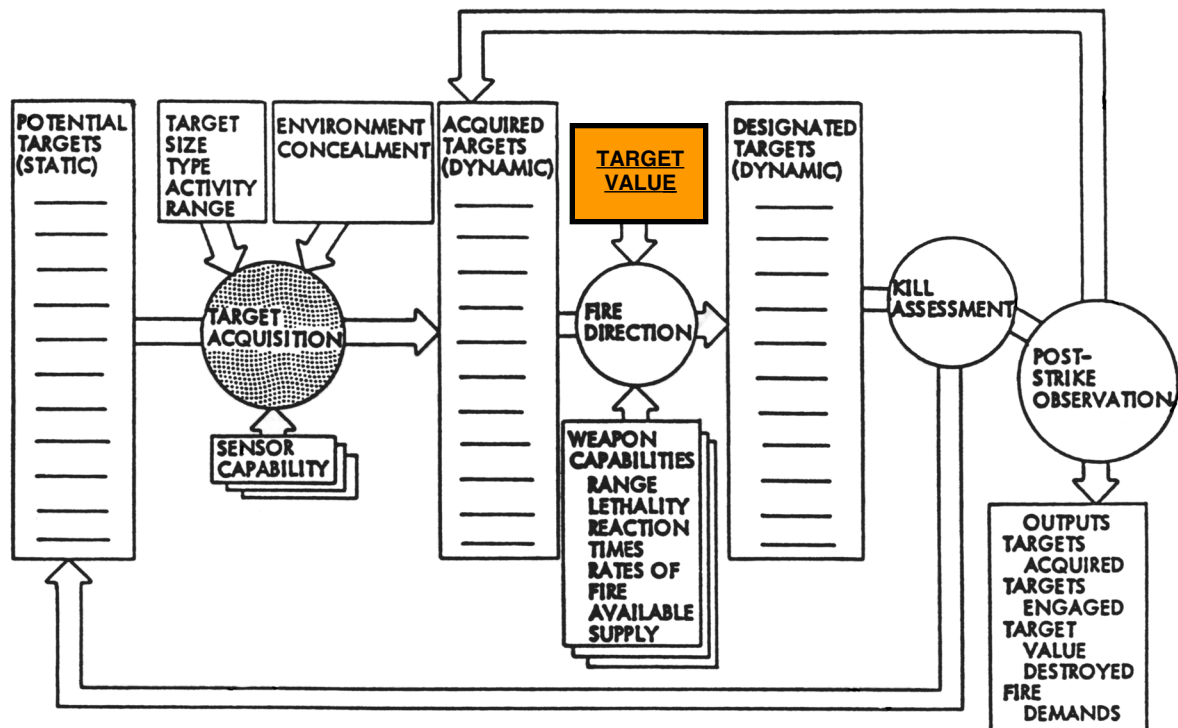 POTENTIAL
TARGETS
(STATIC)
TARGET
SIZE
TYPE
ACTIVITY
RANGE
ENVIRONMENT
CONCEALMENT
TARGET
ACQUISITION
SENSOR
CAPABILITY
ACQUIRED
TARGETS
(DYNAMIC)
TARGET
VALUE
FIRE
DIRECTION
WEAPON
CAPABILITIES
RANGE
LETHALITY
REACTION
TIMES
RATES OF
FIRE
AVAILABLE
SUPPLY
DESIGNATED
TARGETS
(DYNAMIC)
KILL
ASSESSMENT
POST-
STRIKE
OBSERVATION
OUTPUTS
TARGETS
ACQUIRED
TARGETS
ENGAGED
TARGET
VALUE
DESTROYED
FIRE
DEMANDS